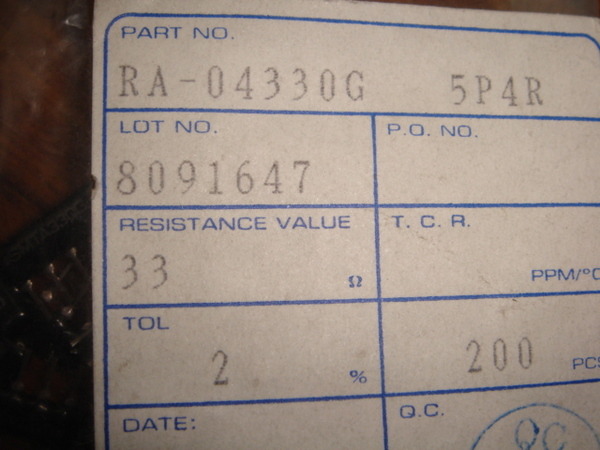 PART NO.
RA-04330G 5P4R
LOT NO. P.O. NO.
8091647
RESISTANCE VALUE T. C. R.
33 Ω PPM/°C
TOL
2 % 200 PCS
DATE: Q.C.
QC